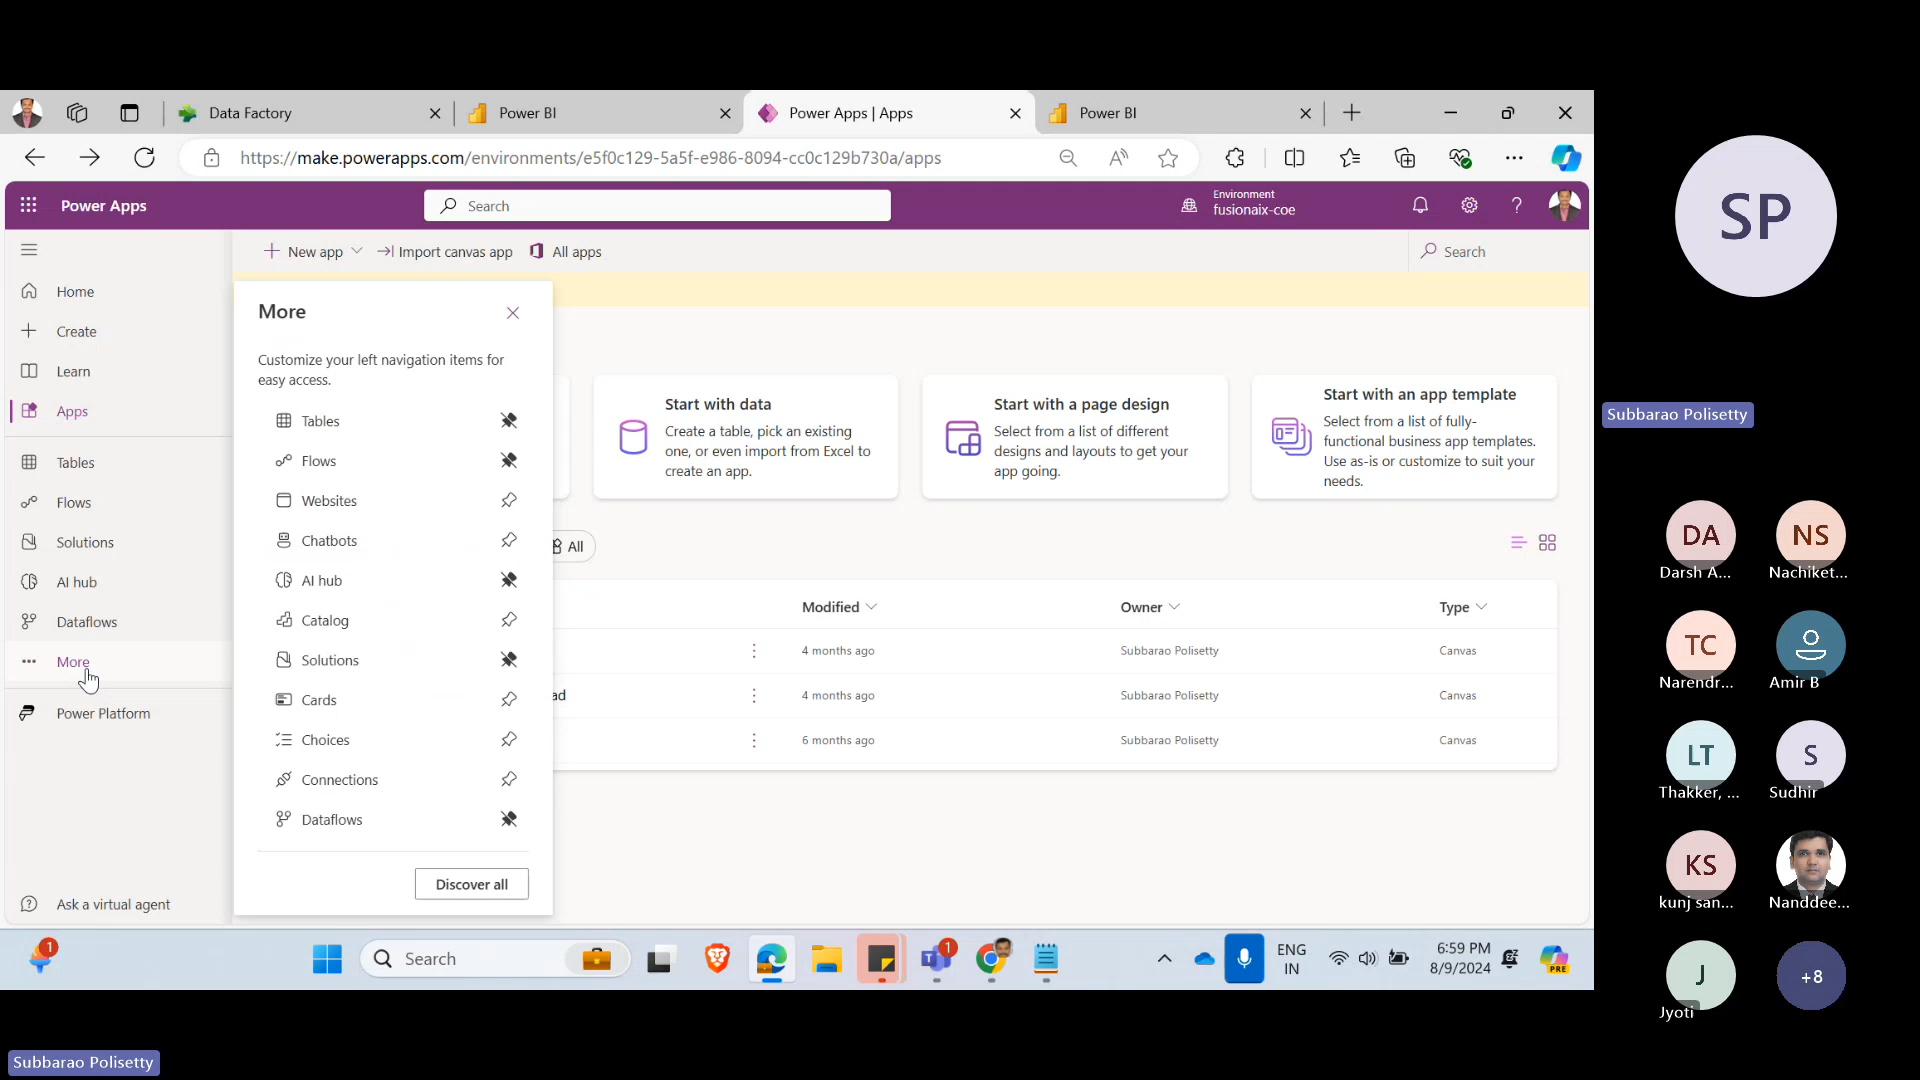 Data Factory
Power BI
Power Apps | Apps
Power BI
https://make.powerapps.com/environments/e5f0c129-5a5f-e986-8094-cc0c129b730a/apps
Power Apps
Search
Environment
fusionaix-coe
New app
Import canvas app
All apps
Search
Home
Create
Learn
Apps
Tables
Flows
Solutions
AI hub
Dataflows
More
Power Platform
Ask a virtual agent
More
Customize your left navigation items for
easy access.
Tables
Flows
Websites
Chatbots
AI hub
Catalog
Solutions
Cards
Choices
Connections
Dataflows
Discover all
Start with data
Create a table, pick an existing
one, or even import from Excel to
create an app.
Start with a page design
Select from a list of different
designs and layouts to get your
app going.
Start with an app template
Select from a list of fully-
functional business app templates.
Use as-is or customize to suit your
needs.
All
Modified
Owner
Type
4 months ago
Subbarao Polisetty
Canvas
ad
4 months ago
Subbarao Polisetty
Canvas
6 months ago
Subbarao Polisetty
Canvas
1
Search
1
PRE
ENG
IN
6:59 PM
8/9/2024
SP
Subbarao Polisetty
DA
Darsh A...
NS
Nachiket...
TC
Narendr...
Amir B
LT
Thakker, ...
S
Sudhir
KS
kunj san...
Nanddee...
J
Jyoti
+8
Subbarao Polisetty